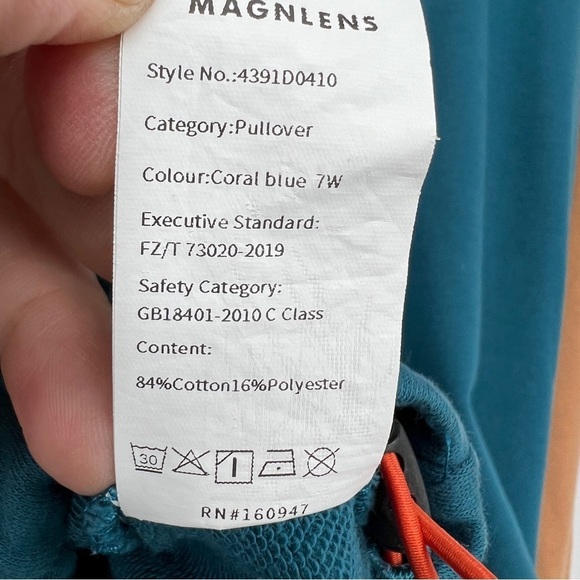 MAGNLENS
Style No.:4391D0410
Category:Pullover
Colour:Coral blue 7W
Executive Standard:
FZ/T 73020-2019
Safety Category:
GB18401-2010 C Class
Content:
84%Cotton16%Polyester
30
RN#160947